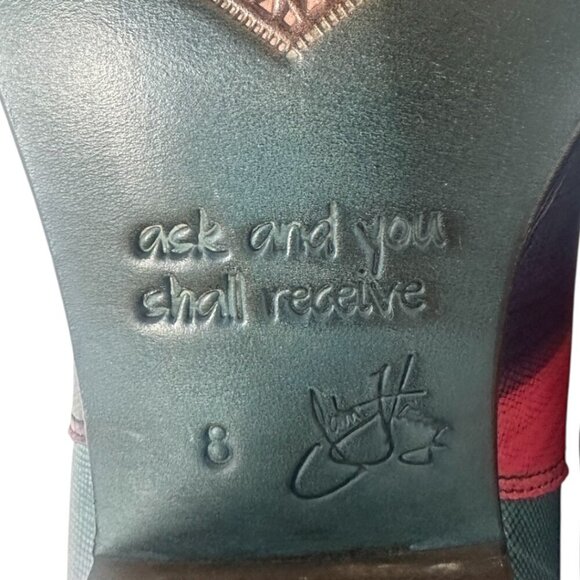 ask and you
shall receive
8